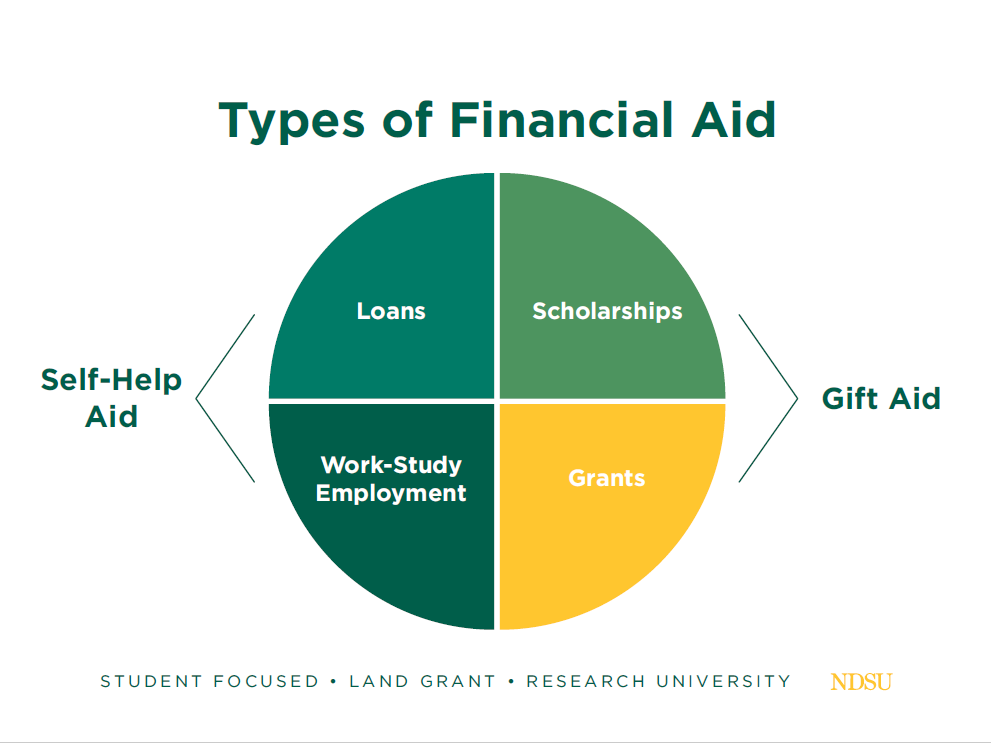 Types of Financial Aid
Loans
Scholarships
Self-Help
Aid
Gift Aid
Work-Study
Employment
Grants
STUDENT FOCUSED • LAND GRANT • RESEARCH UNIVERSITY
NDSU